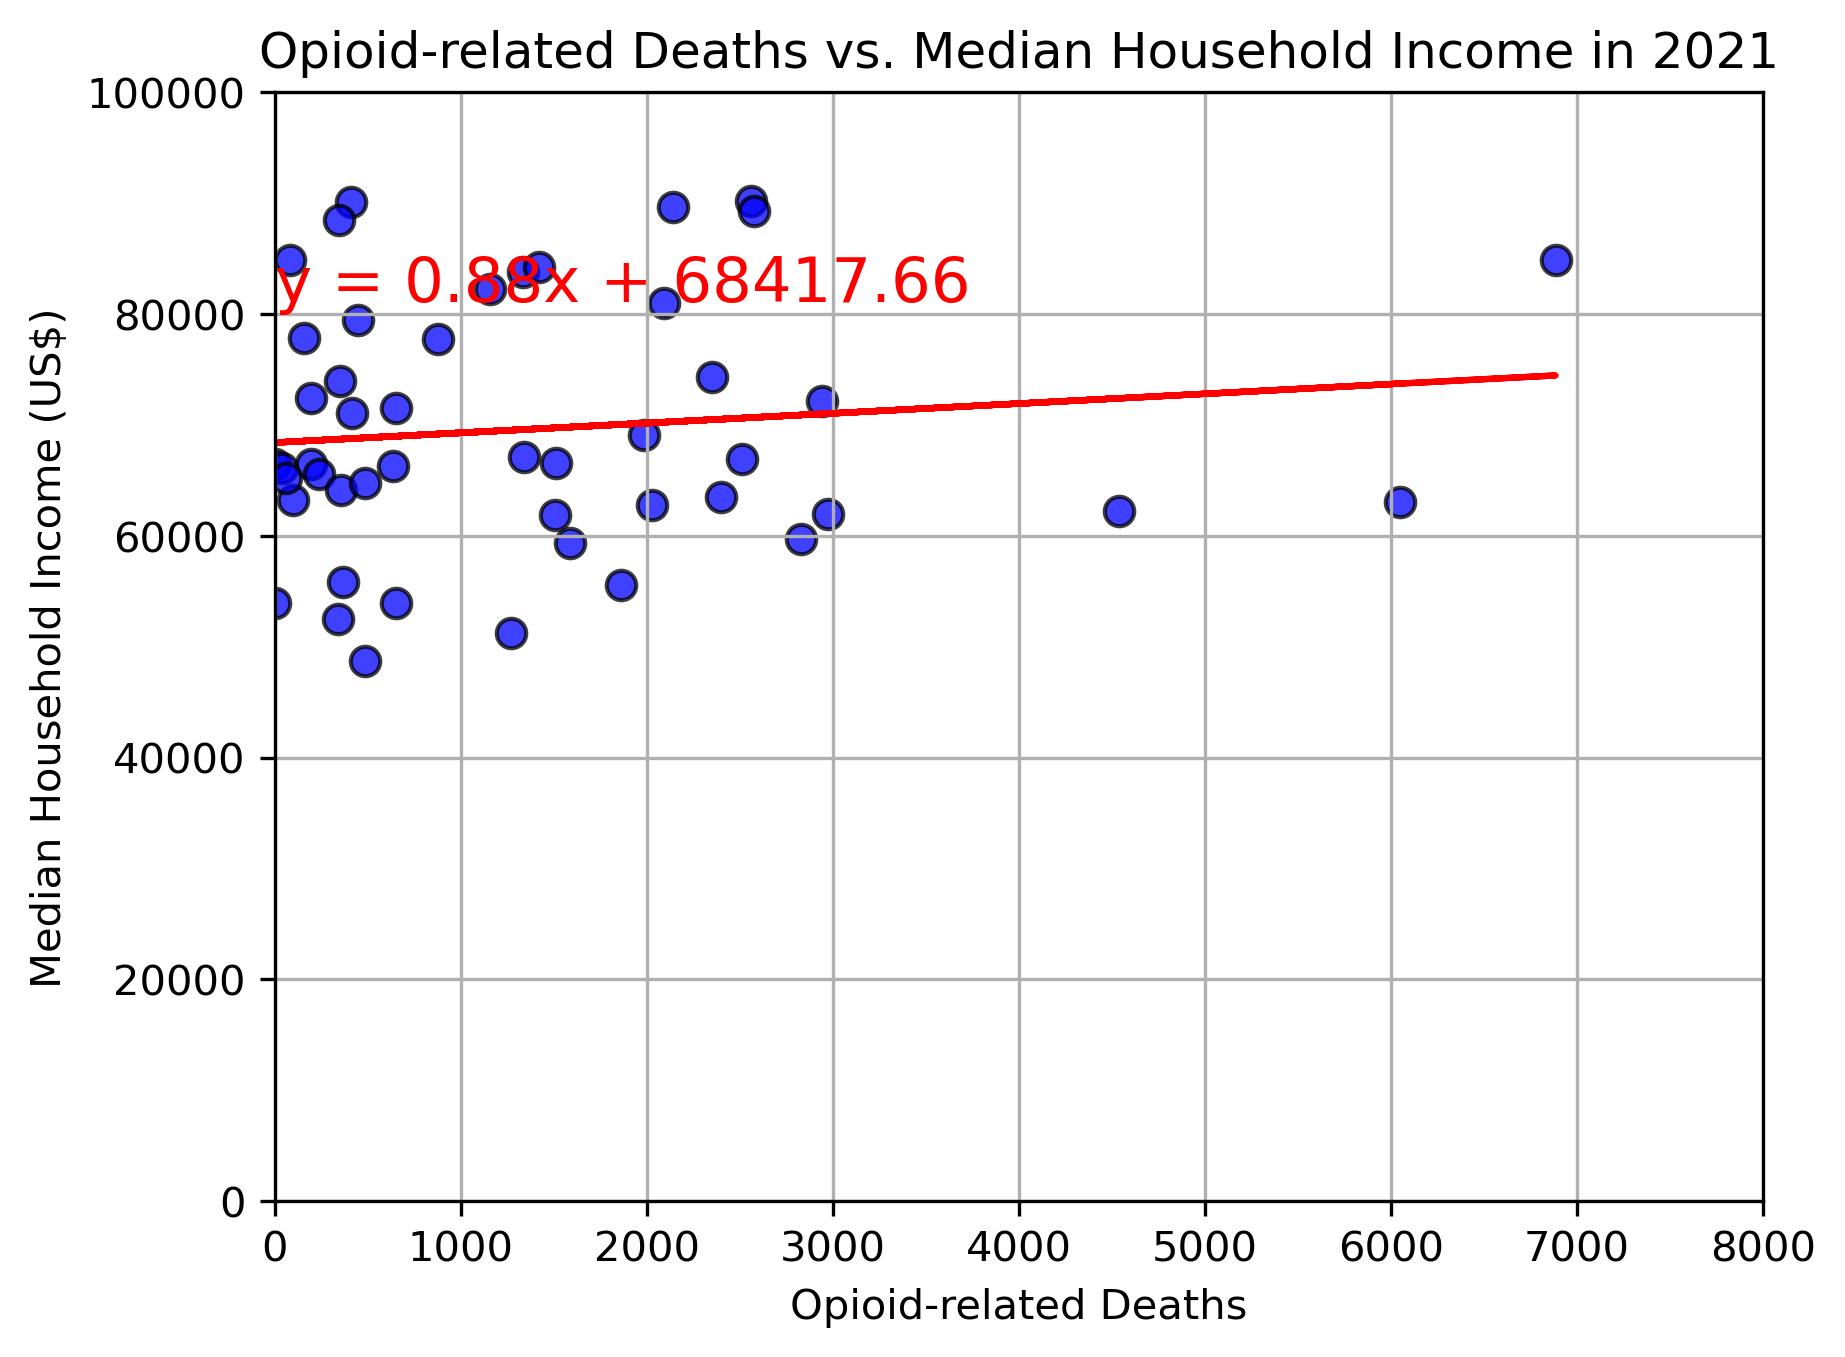 Opioid-related Deaths vs. Median Household Income in 2021
100000
80000
60000
40000
20000
0
Median Household Income (US$)
y = 0.88x + 68417.66
0 1000 2000 3000 4000 5000 6000 7000 8000
Opioid-related Deaths